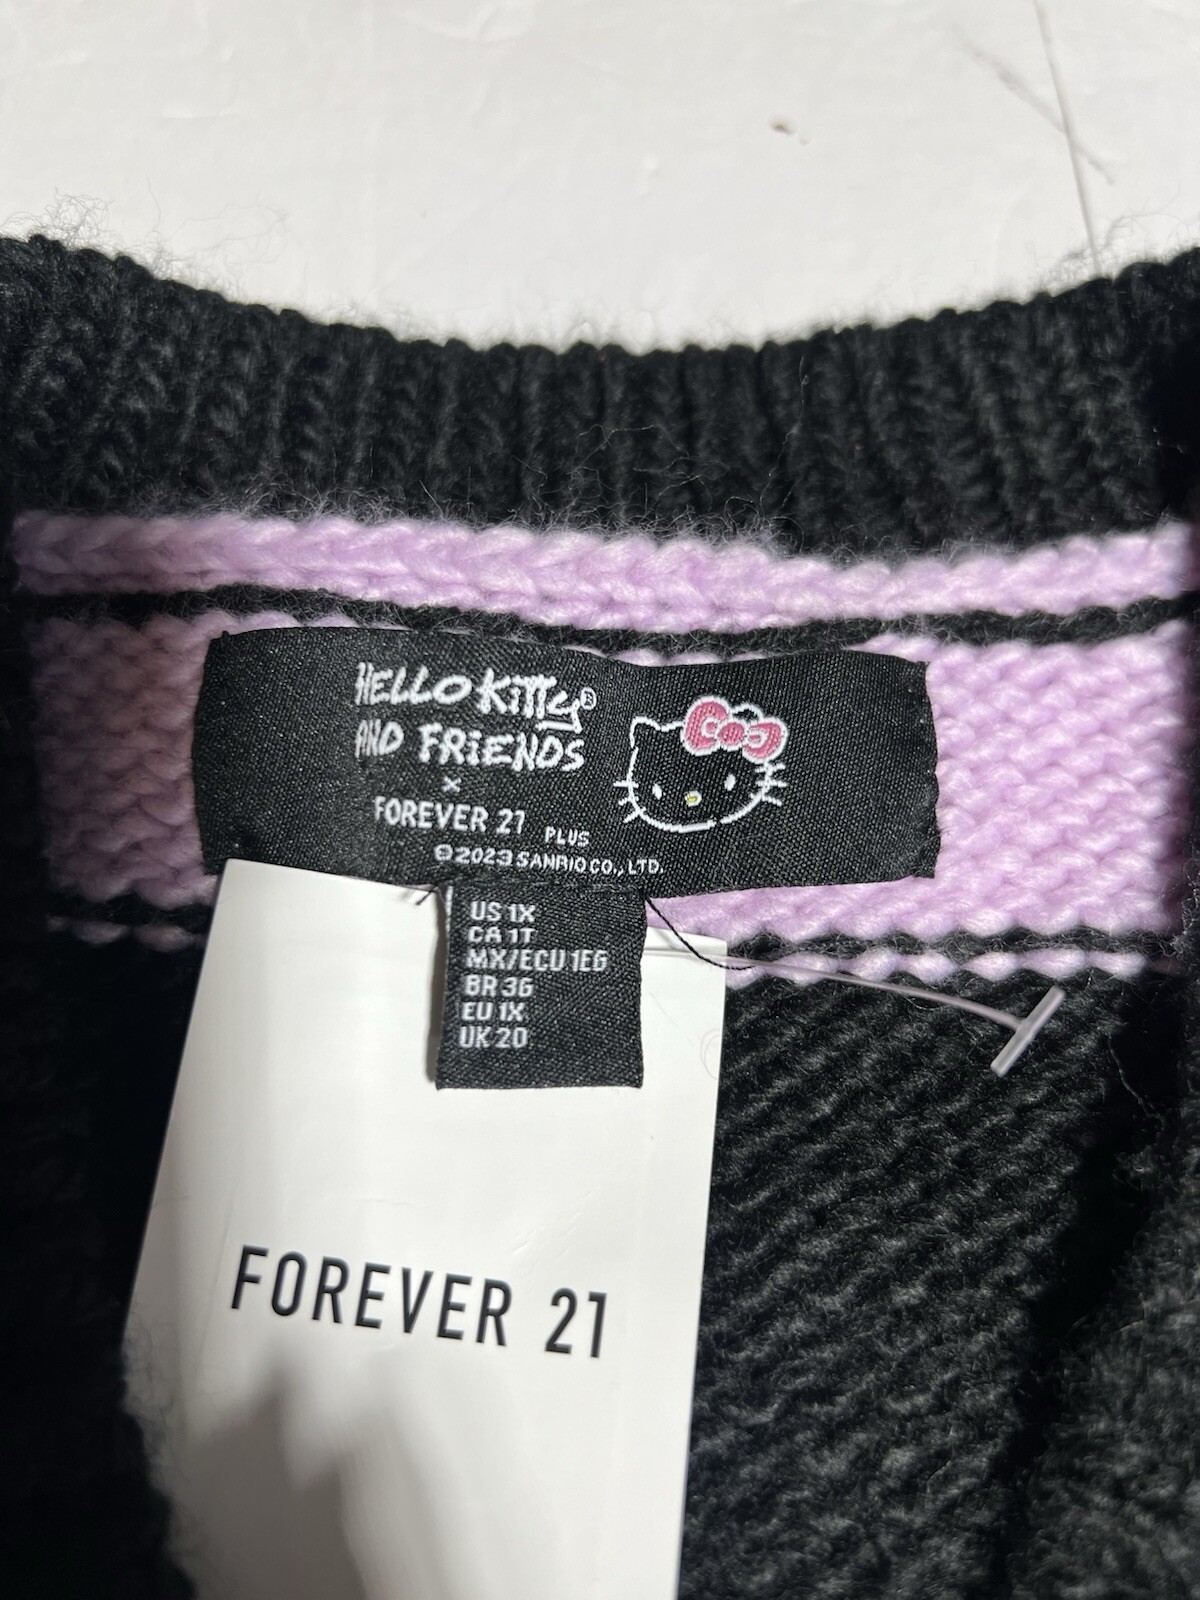 HELLO KITTY®
AND FRIENDS
×
FOREVER 21 PLUS
©2023 SANRIO CO., LTD.
US 1X
CA 1T
MX/ECU 1EG
BR 36
EU 1X
UK 20
FOREVER 21